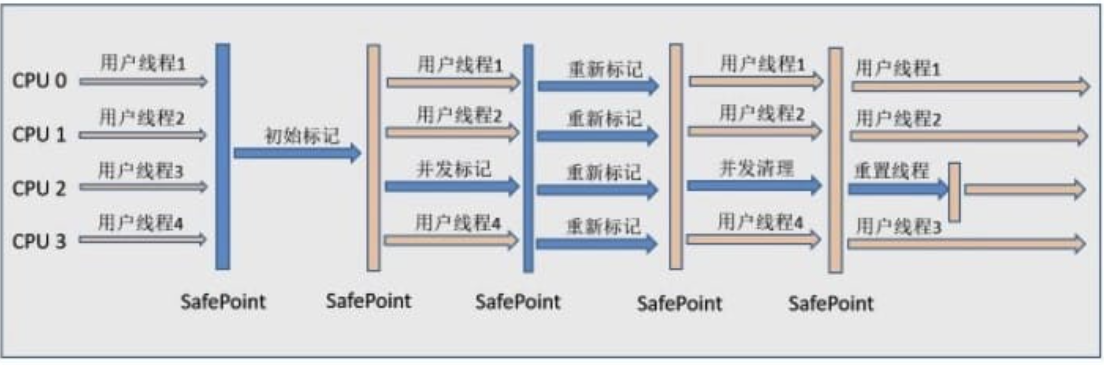 CPU 0 用户线程1 用户线程1 重新标记 用户线程1 用户线程1
CPU 1 用户线程2 初始标记 用户线程2 重新标记 用户线程2 用户线程2
CPU 2 用户线程3 并发标记 重新标记 并发清理 重置线程
CPU 3 用户线程4 用户线程4 重新标记 用户线程4 用户线程3
SafePoint SafePoint SafePoint SafePoint SafePoint